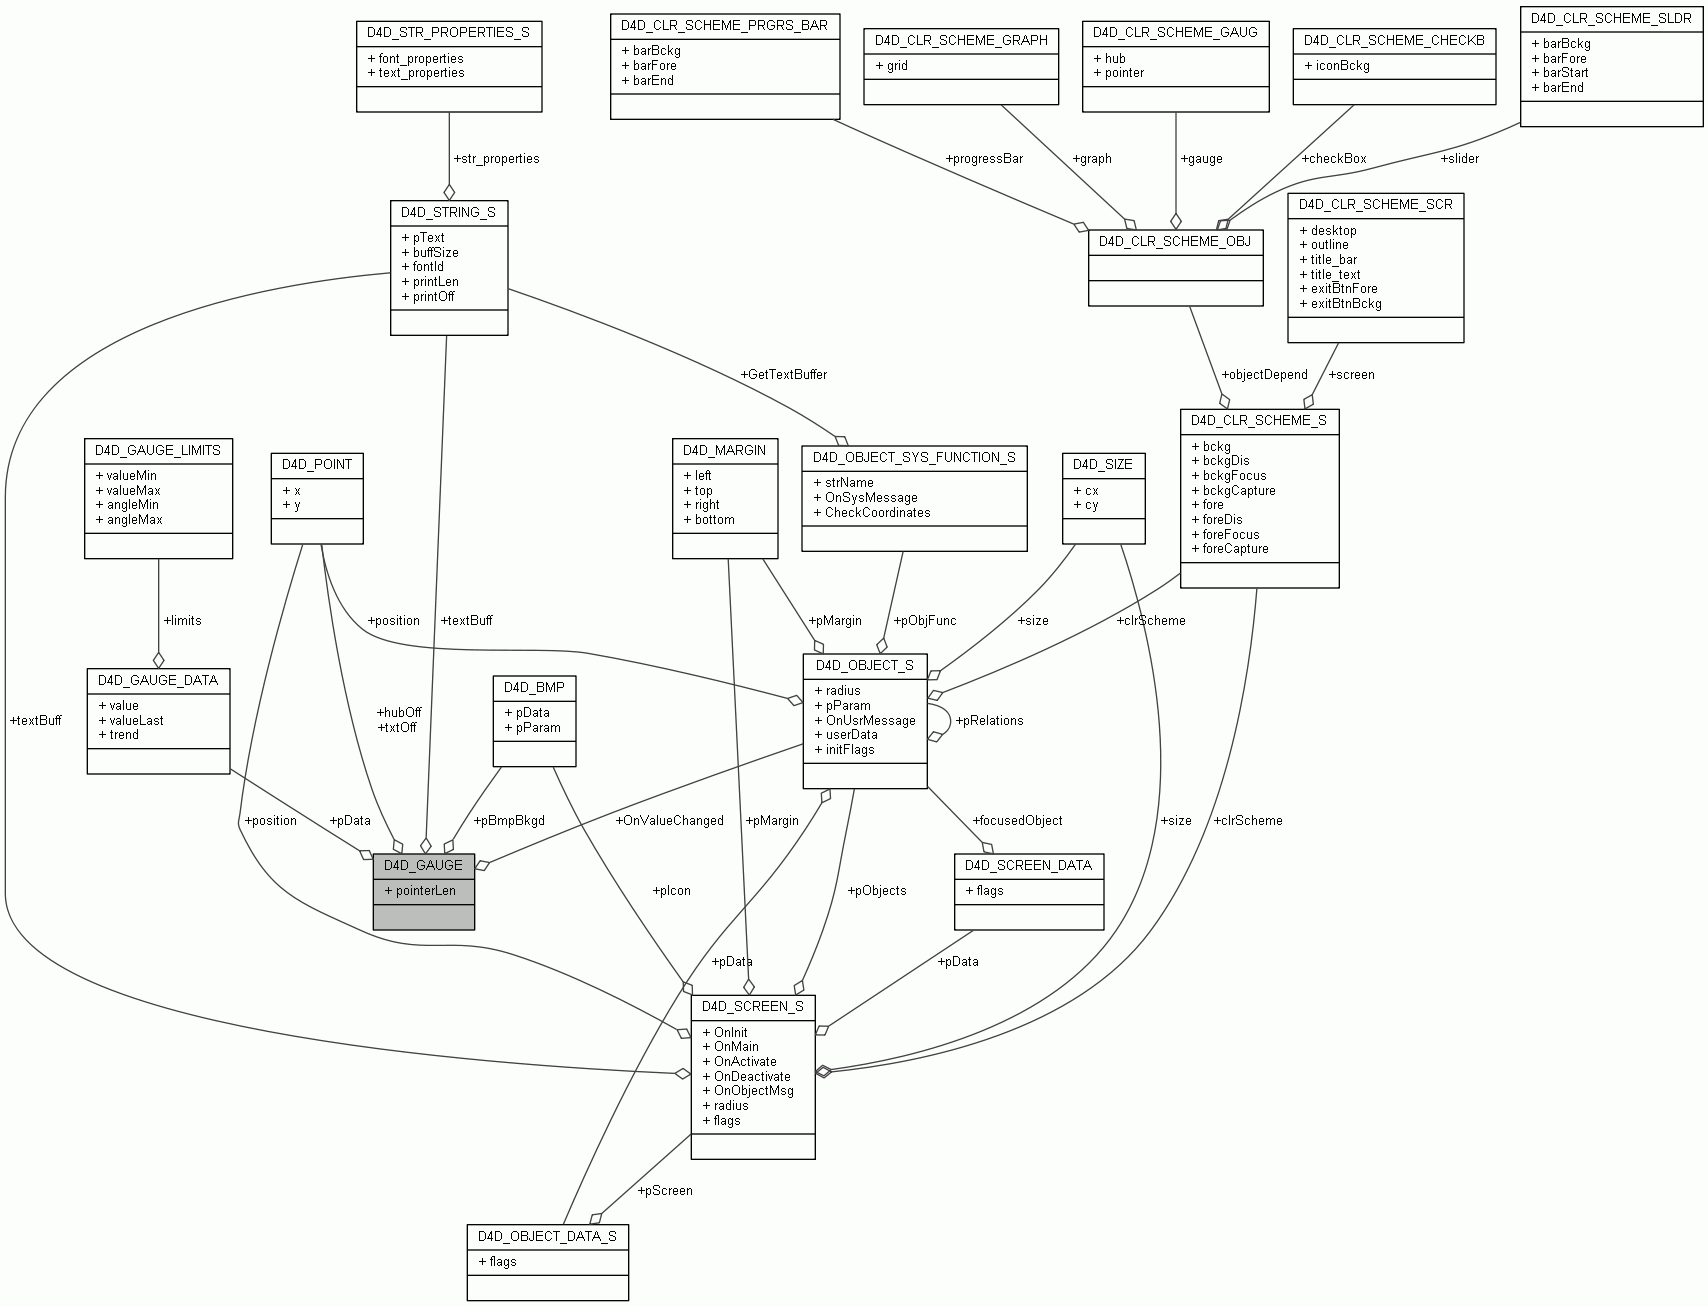 D4D_STR_PROPERTIES_S
+ font_properties
+ text_properties
D4D_CLR_SCHEME_PRGRS_BAR
+ barBckg
+ barFore
+ barEnd
D4D_CLR_SCHEME_GRAPH
+ grid
D4D_CLR_SCHEME_GAUG
+ hub
+ pointer
D4D_CLR_SCHEME_CHECKB
+ iconBckg
D4D_CLR_SCHEME_SLDR
+ barBckg
+ barFore
+ barStart
+ barEnd
+str_properties
+progressBar
+graph
+gauge
+checkBox
+slider
D4D_STRING_S
+ pText
+ buffSize
+ fontId
+ printLen
+ printOff
D4D_CLR_SCHEME_OBJ
D4D_CLR_SCHEME_SCR
+ desktop
+ outline
+ title_bar
+ title_text
+ exitBtnFore
+ exitBtnBckg
+GetTextBuffer
+objectDepend
+screen
D4D_GAUGE_LIMITS
+ valueMin
+ valueMax
+ angleMin
+ angleMax
D4D_POINT
+ x
+ y
D4D_MARGIN
+ left
+ top
+ right
+ bottom
D4D_OBJECT_SYS_FUNCTION_S
+ strName
+ OnSysMessage
+ CheckCoordinates
D4D_SIZE
+ cx
+ cy
D4D_CLR_SCHEME_S
+ bckg
+ bckgDis
+ bckgFocus
+ bckgCapture
+ fore
+ foreDis
+ foreFocus
+ foreCapture
+limits
+position
+textBuff
+pMargin
+pObjFunc
+size
+clrScheme
D4D_GAUGE_DATA
+ value
+ valueLast
+ trend
D4D_BMP
+ pData
+ pParam
D4D_OBJECT_S
+ radius
+ pParam
+ OnUsrMessage
+ userData
+ initFlags
+pRelations
+textBuff
+hubOff
+txtOff
+position
+pData
+pBmpBkgd
+OnValueChanged
+pMargin
+focusedObject
+size
+clrScheme
D4D_GAUGE
+ pointerLen
+pIcon
+pObjects
D4D_SCREEN_DATA
+ flags
+pData
+pData
D4D_SCREEN_S
+ OnInit
+ OnMain
+ OnActivate
+ OnDeactivate
+ OnObjectMsg
+ radius
+ flags
+pScreen
D4D_OBJECT_DATA_S
+ flags